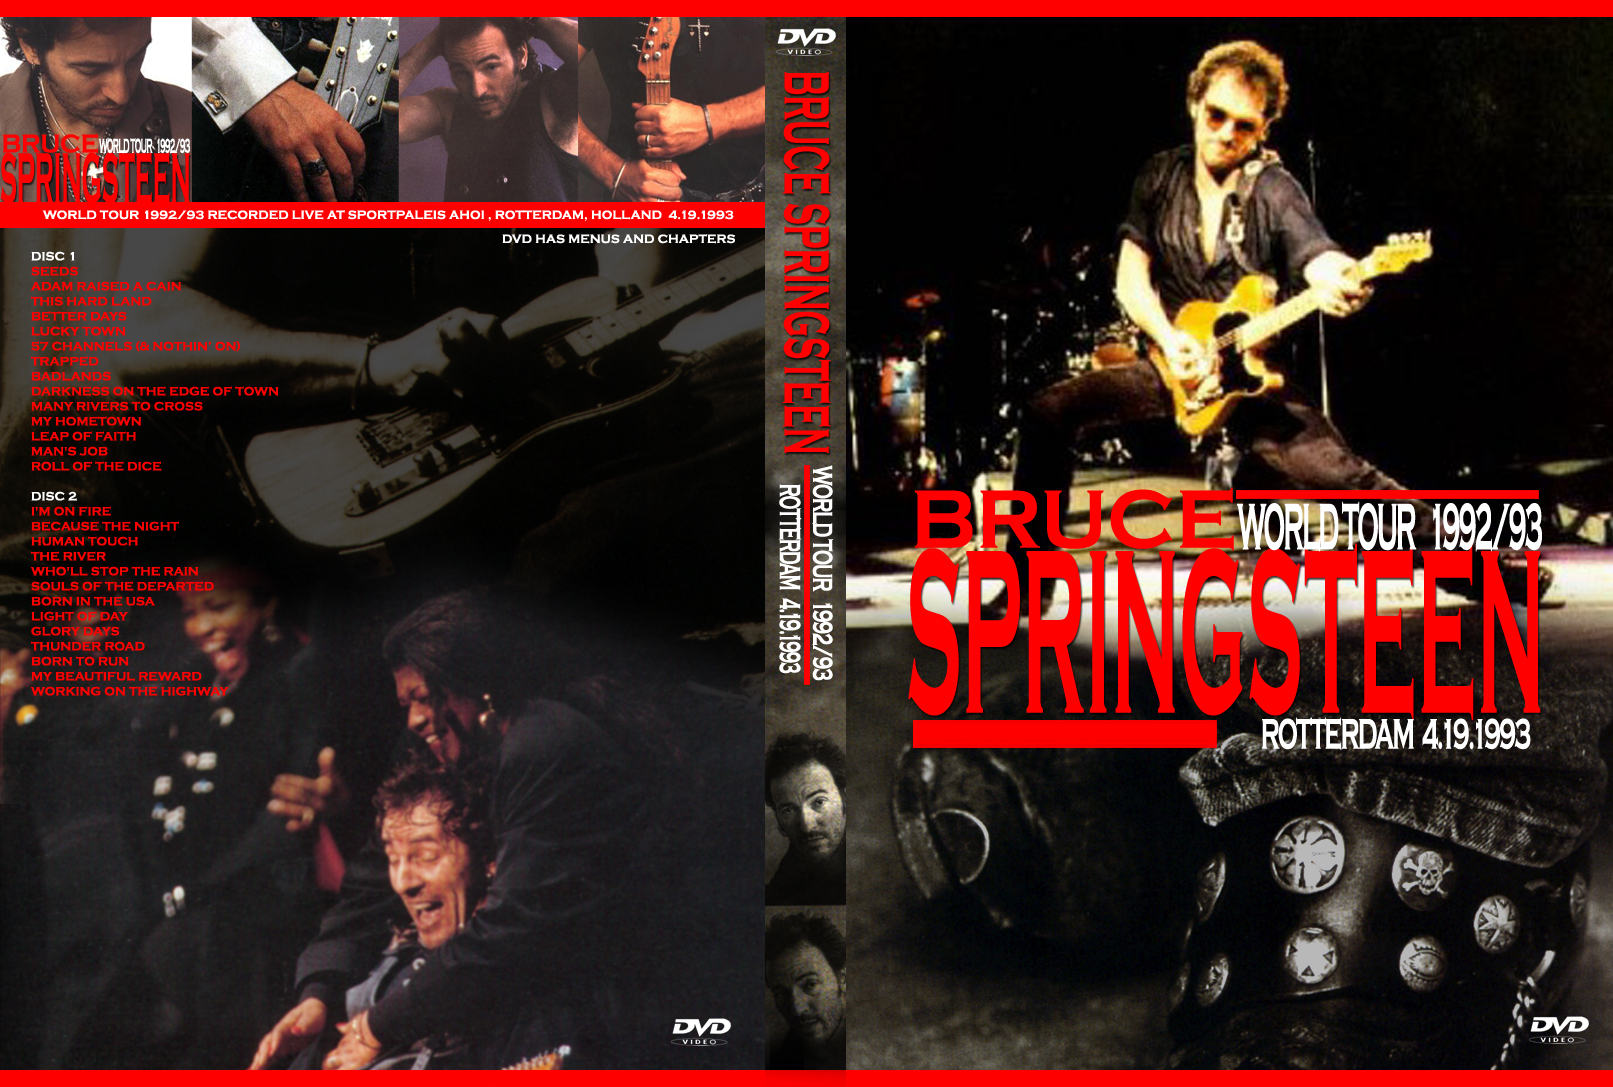 BRUCE WORLD TOUR 1992/93
SPRINGSTEEN
WORLD TOUR 1992/93 RECORDED LIVE AT SPORTPALEIS AHOI , ROTTERDAM, HOLLAND 4.19.1993
DVD HAS MENUS AND CHAPTERS
DISC 1
SEEDS
ADAM RAISED A CAIN
THIS HARD LAND
BETTER DAYS
LUCKY TOWN
57 CHANNELS (& NOTHIN' ON)
TRAPPED
BADLANDS
DARKNESS ON THE EDGE OF TOWN
MANY RIVERS TO CROSS
MY HOMETOWN
LEAP OF FAITH
MAN'S JOB
ROLL OF THE DICE
DISC 2
I'M ON FIRE
BECAUSE THE NIGHT
HUMAN TOUCH
THE RIVER
WHO'LL STOP THE RAIN
SOULS OF THE DEPARTED
BORN IN THE USA
LIGHT OF DAY
GLORY DAYS
THUNDER ROAD
BORN TO RUN
MY BEAUTIFUL REWARD
WORKING ON THE HIGHWAY
DVD
VIDEO
DVD
VIDEO
BRUCE SPRINGSTEEN
WORLD TOUR 1992/93
ROTTERDAM 4.19.1993
BRUCE WORLD TOUR 1992/93
SPRINGSTEEN
ROTTERDAM 4.19.1993
DVD
VIDEO